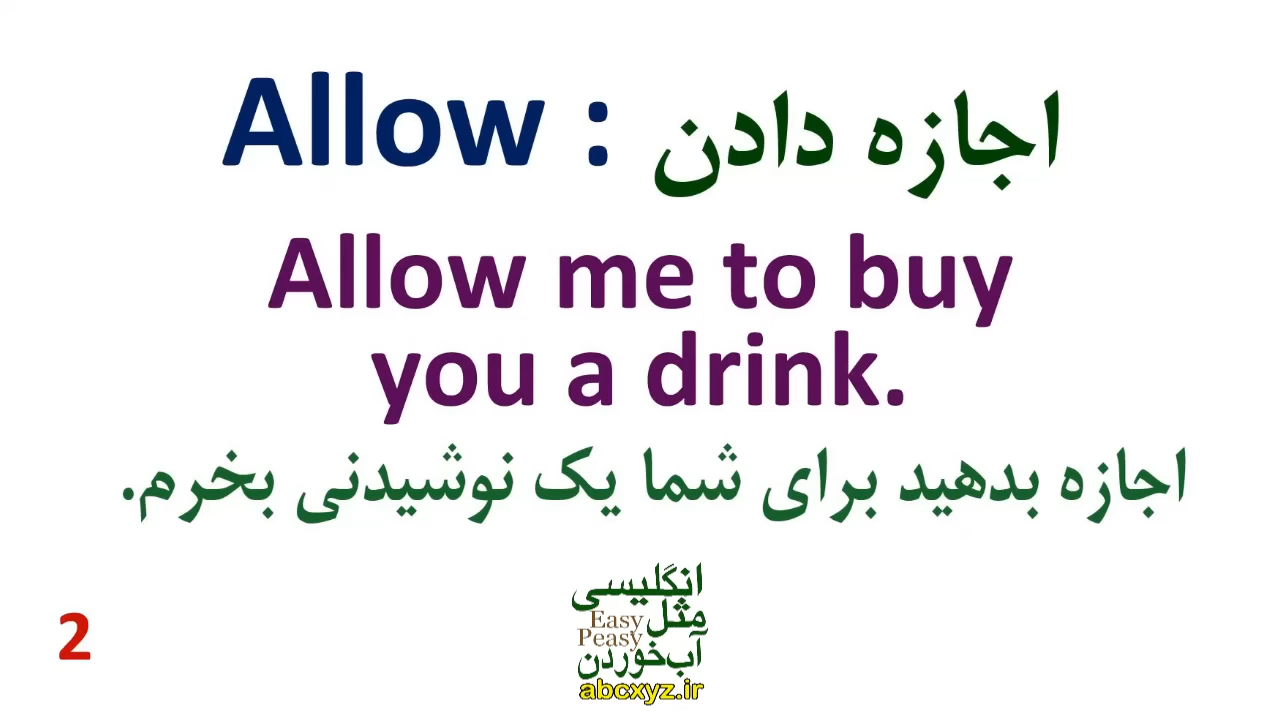 Allow : اجازه دادن
Allow me to buy
you a drink.
اجازه بدهید برای شما یک نوشیدنی بخرم.
2
انگلیسی
مثل
Easy
Peasy
آب‌خوردن
abcxyz.ir